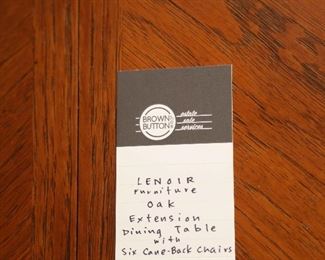 BROWN
BUTTON
estate
sale
services
LENOIR
Furniture
Oak
Extension
Dining Table
with
Six Cane-Back Chairs